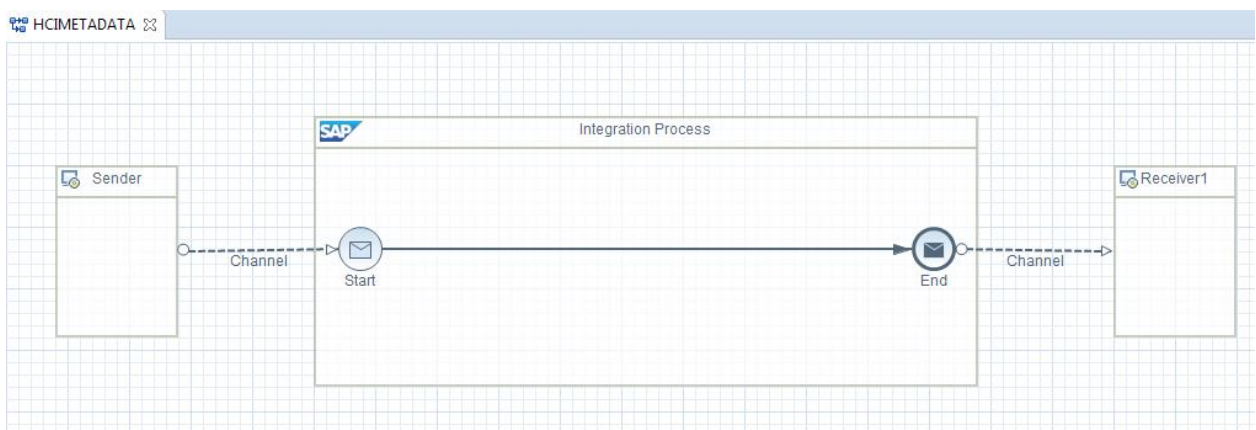 HCIMETADATA
SAP
Integration Process
Sender
Receiver1
Channel
Channel
Start
End